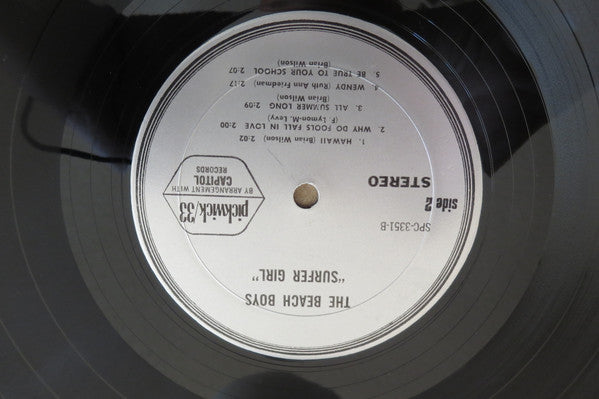 THE BEACH BOYS
"SURFER GIRL"
SPC-3351-B
side 2
STEREO
pickwick/33
BY ARRANGEMENT WITH
CAPITOL
RECORDS
1. HAWAII (Brian Wilson) 2:02
2. WHY DO FOOLS FALL IN LOVE
(F. Lymon-M. Levy) 2:00
3. ALL SUMMER LONG 2:09
(Brian Wilson)
4. WENDY (Ruth Ann Friedman) 2:17
5. BE TRUE TO YOUR SCHOOL 2:07
(Brian Wilson)